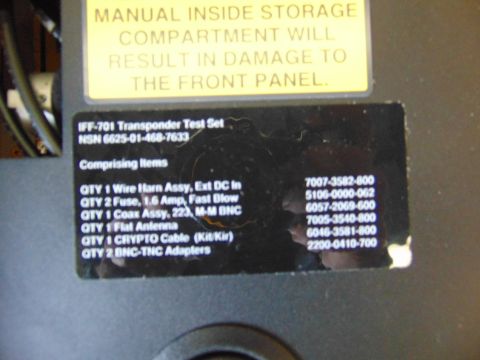 MANUAL INSIDE STORAGE
COMPARTMENT WILL
RESULT IN DAMAGE TO
THE FRONT PANEL.
IFF-701 Transponder Test Set
NSN 6625-01-468-7633
Comprising Items
QTY 1 Wire Harn Assy, Ext DC In 7007-3582-800
QTY 2 Fuse, 1.6 Amp, Fast Blow 5106-0000-062
QTY 1 Coax Assy, 223, M-M BNC 6057-2069-600
QTY 1 Flat Antenna 7005-3540-800
QTY 1 CRYPTO Cable (Kit/Kir) 6046-3581-800
QTY 2 BNC-TNC Adapters 2200-0410-700